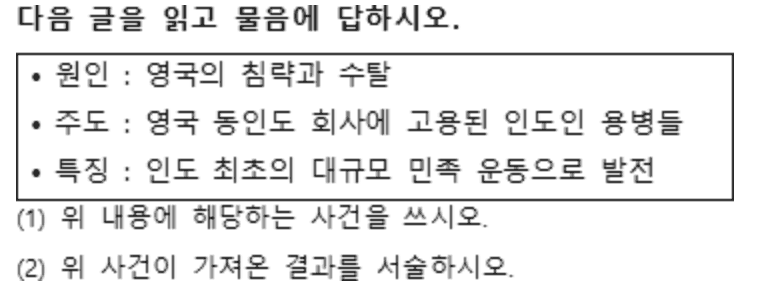 다음 글을 읽고 물음에 답하시오.
• 원인 : 영국의 침략과 수탈
• 주도 : 영국 동인도 회사에 고용된 인도인 용병들
• 특징 : 인도 최초의 대규모 민족 운동으로 발전
(1) 위 내용에 해당하는 사건을 쓰시오.
(2) 위 사건이 가져온 결과를 서술하시오.